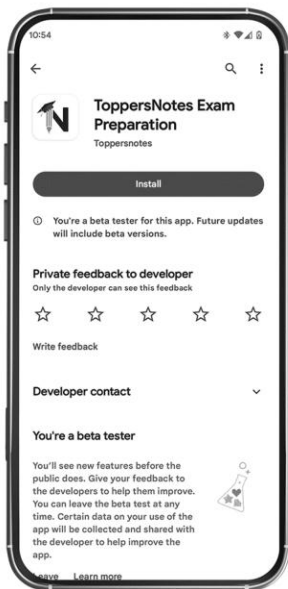 10:54
ToppersNotes Exam
Preparation
Toppersnotes
Install
You're a beta tester for this app. Future updates
will include beta versions.
Private feedback to developer
Only the developer can see this feedback
Write feedback
Developer contact
You're a beta tester
You'll see new features before the
public does. Give your feedback to
the developers to help them improve.
You can leave the beta test at any
time. Certain data on your use of the
app will be collected and shared with
the developer to help improve the
app.
Leave Learn more